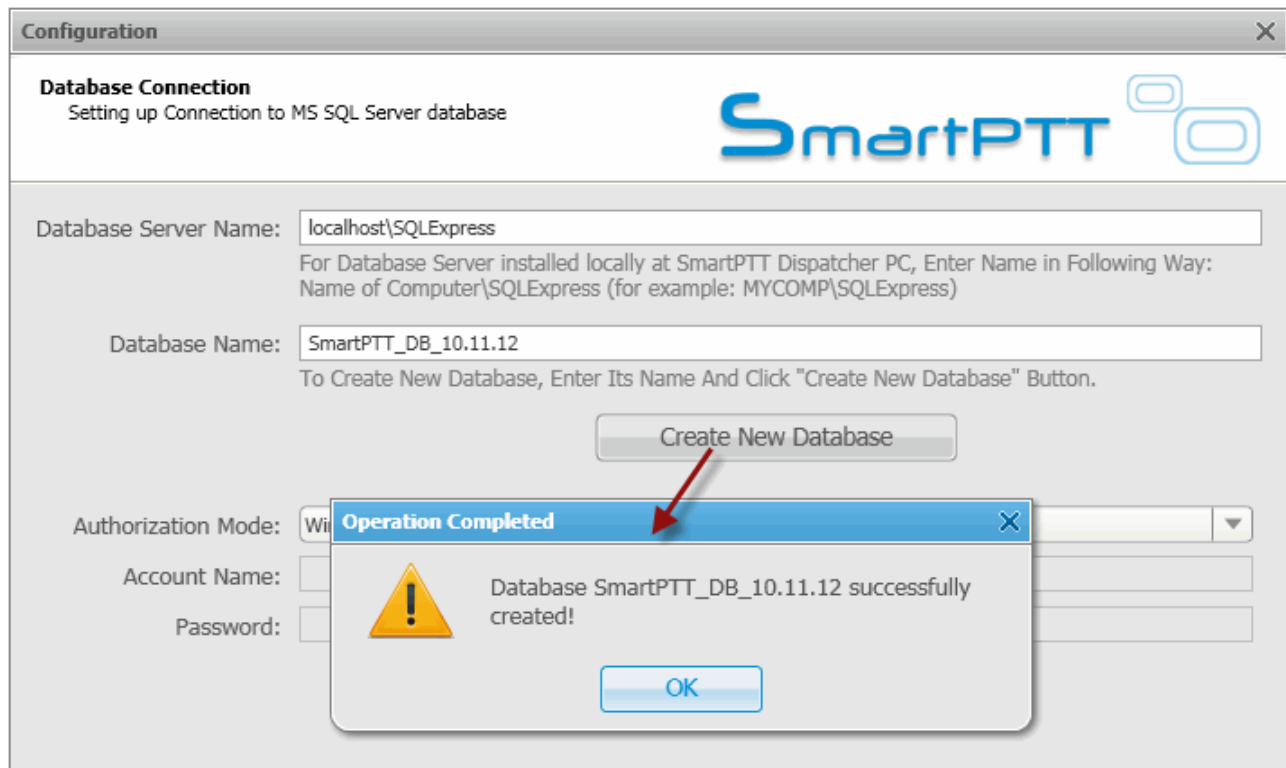 Configuration
Database Connection
Setting up Connection to MS SQL Server database
SmartPTT
Database Server Name:
localhost\SQLExpress
For Database Server installed locally at SmartPTT Dispatcher PC, Enter Name in Following Way:
Name of Computer\SQLExpress (for example: MYCOMP\SQLExpress)
Database Name:
SmartPTT_DB_10.11.12
To Create New Database, Enter Its Name And Click "Create New Database" Button.
Create New Database
Authorization Mode:
Operation Completed
Account Name:
Database SmartPTT_DB_10.11.12 successfully
created!
Password:
OK